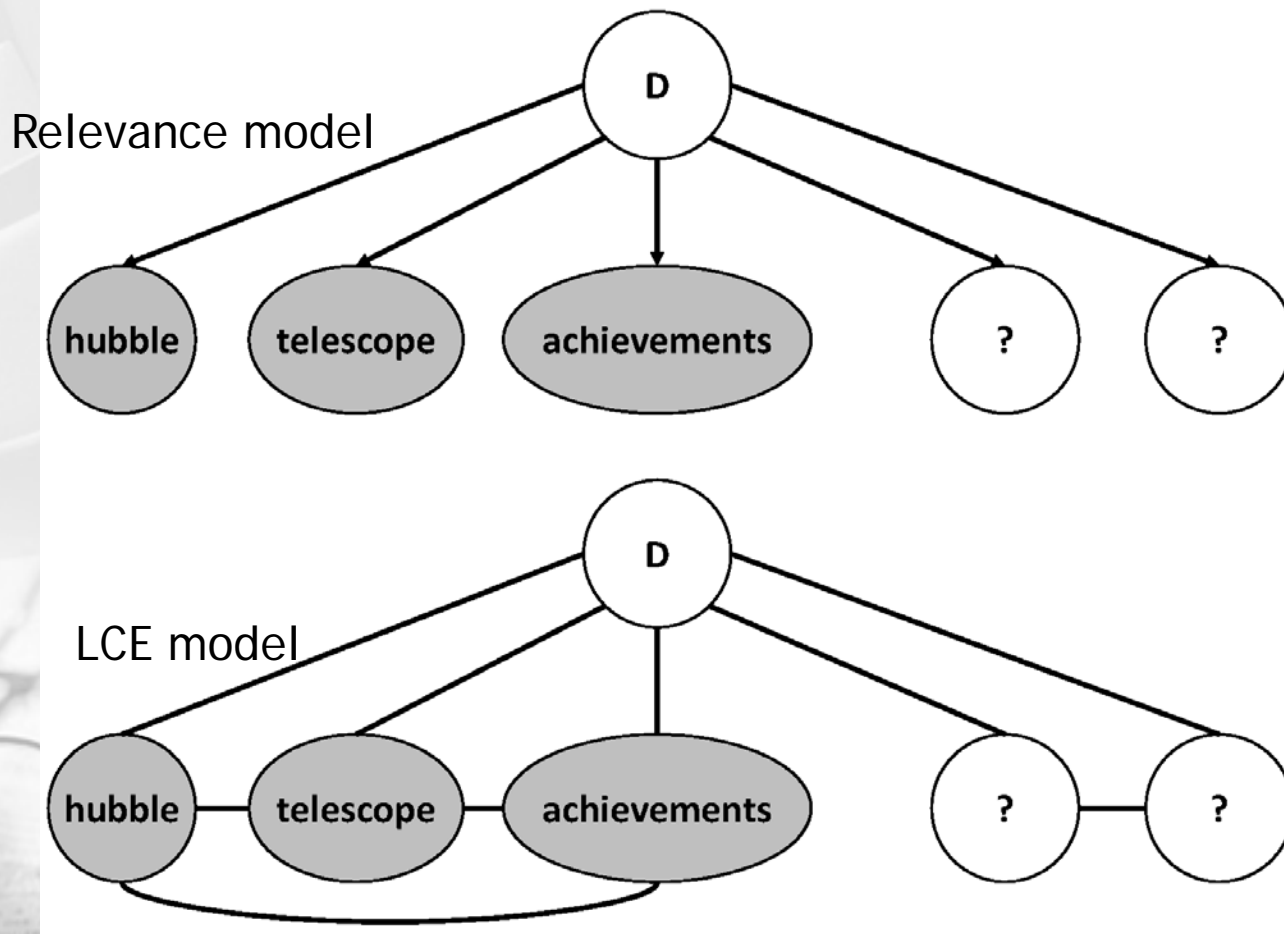 D
Relevance model
hubble telescope achievements ? ?
D
LCE model
hubble telescope achievements ? ?